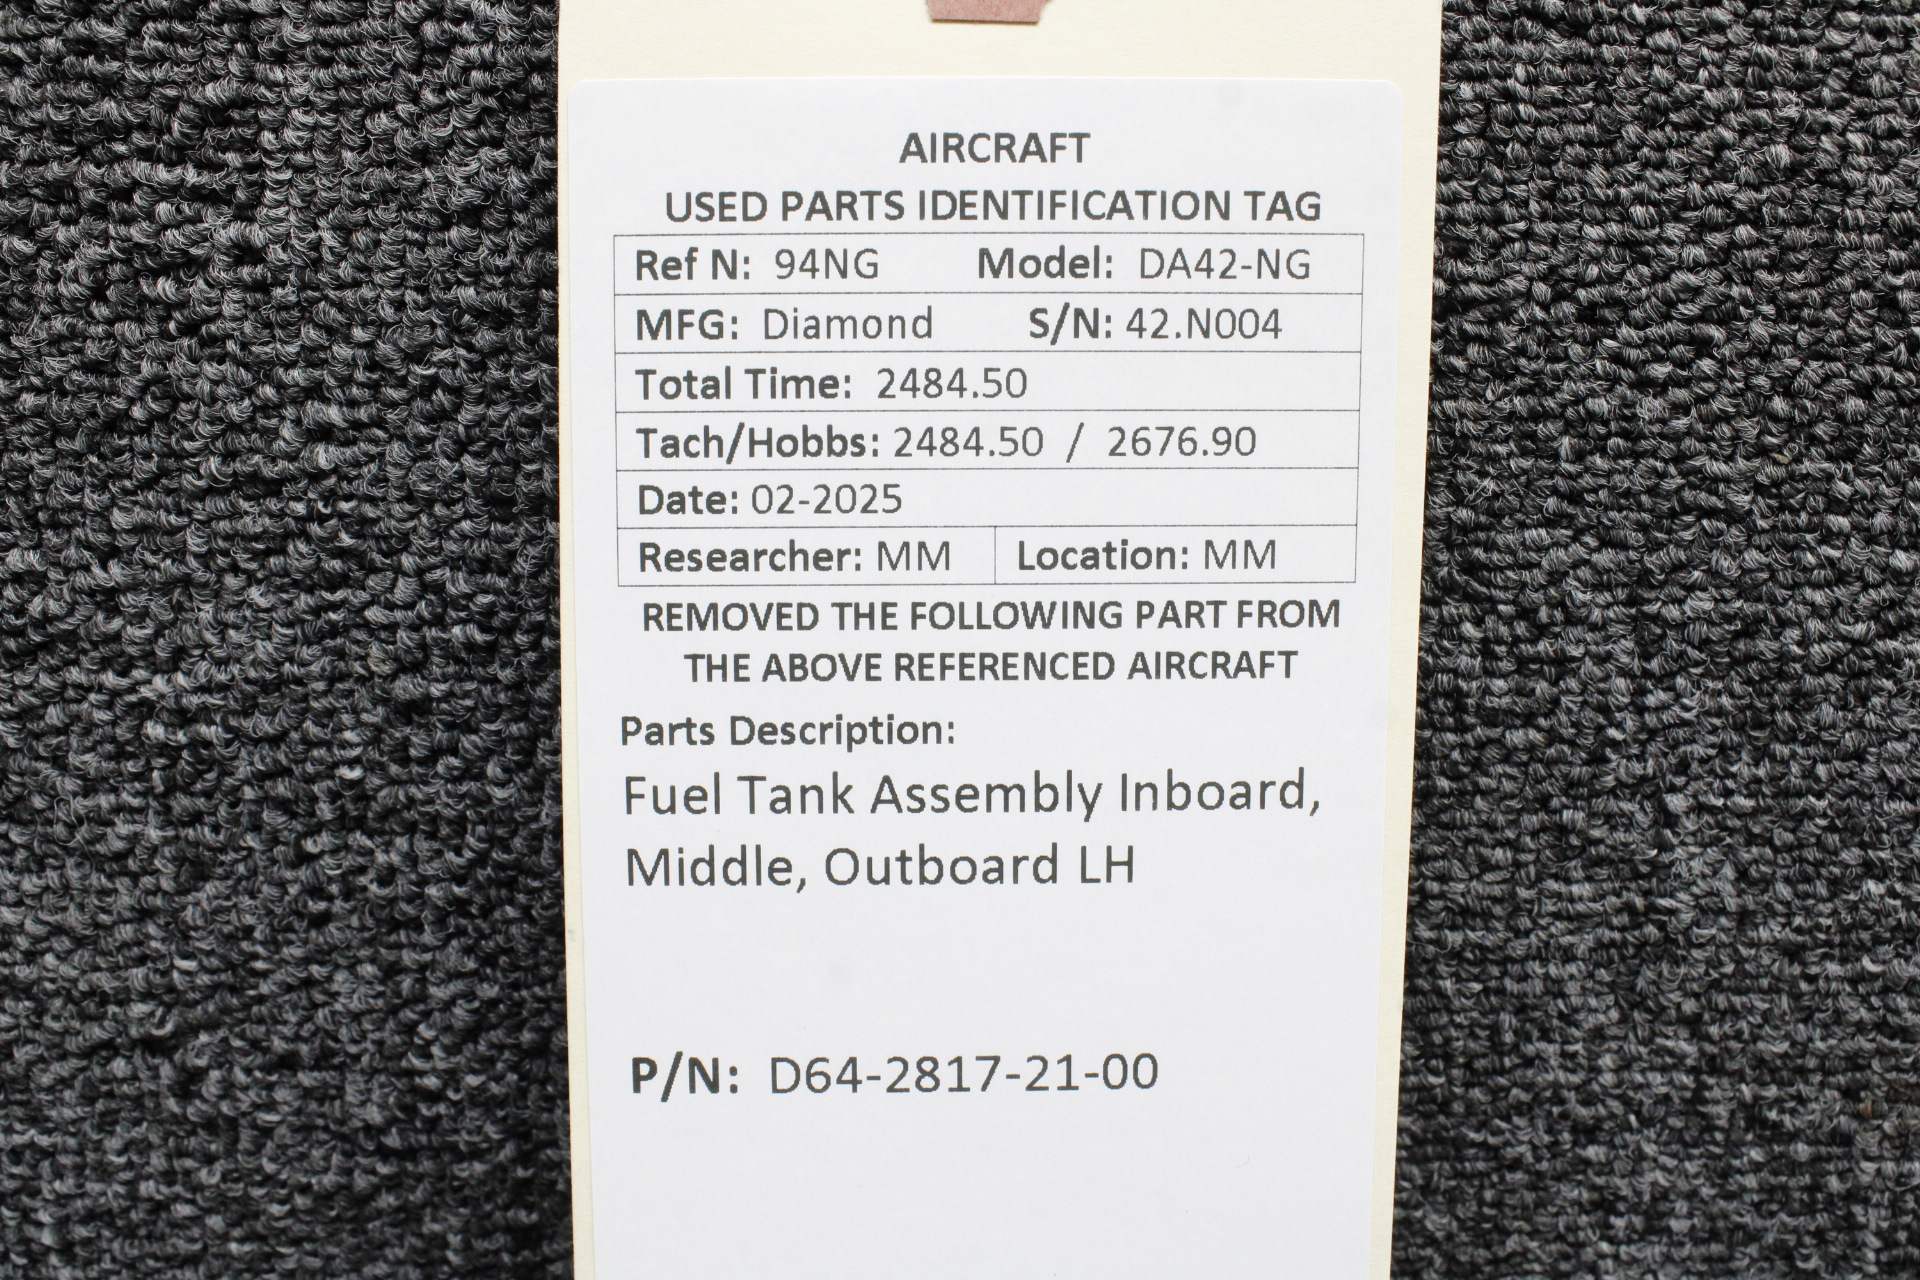 AIRCRAFT
USED PARTS IDENTIFICATION TAG
Ref N: 94NG Model: DA42-NG
MFG: Diamond S/N: 42.N004
Total Time: 2484.50
Tach/Hobbs: 2484.50 / 2676.90
Date: 02-2025
Researcher: MM Location: MM
REMOVED THE FOLLOWING PART FROM
THE ABOVE REFERENCED AIRCRAFT
Parts Description:
Fuel Tank Assembly Inboard,
Middle, Outboard LH
P/N: D64-2817-21-00